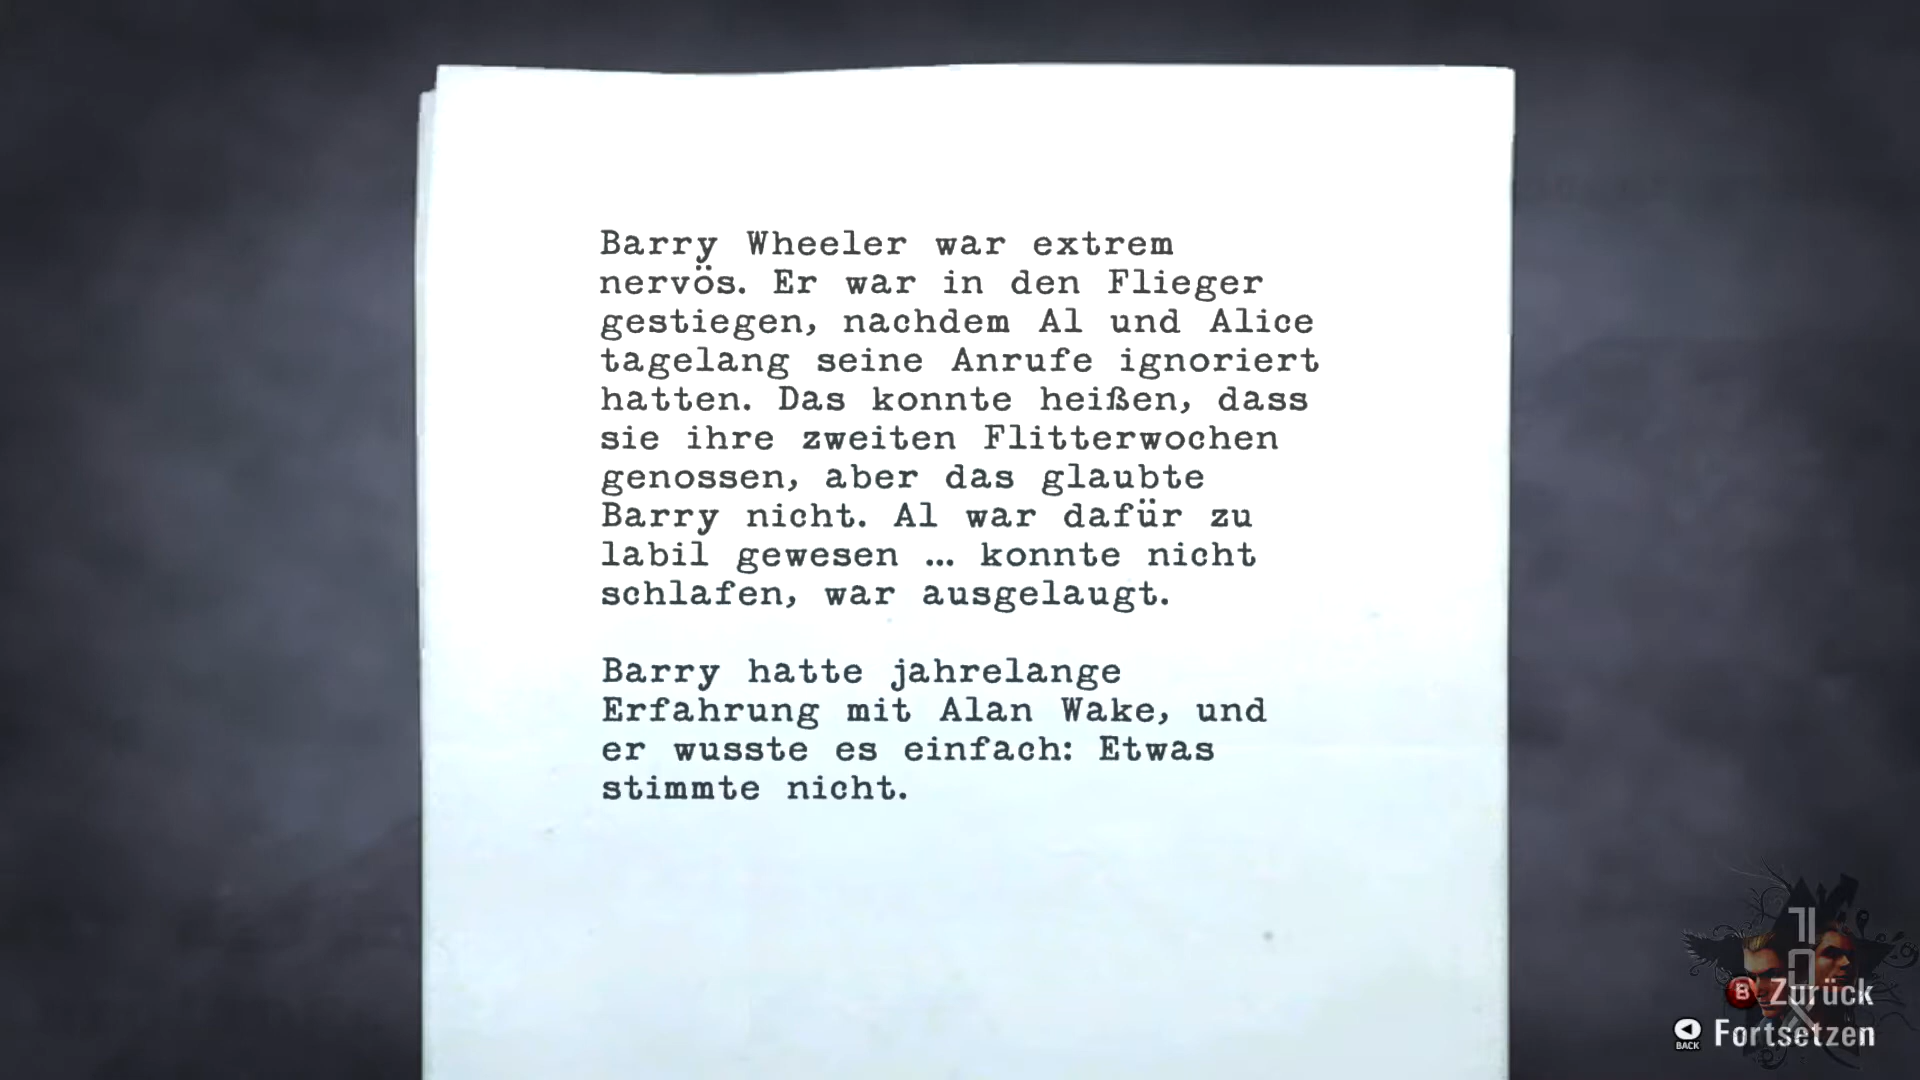 Barry Wheeler war extrem
nervös. Er war in den Flieger
gestiegen, nachdem Al und Alice
tagelang seine Anrufe ignoriert
hatten. Das konnte heißen, dass
sie ihre zweiten Flitterwochen
genossen, aber das glaubte
Barry nicht. Al war dafür zu
labil gewesen … konnte nicht
schlafen, war ausgelaugt.
Barry hatte jahrelange
Erfahrung mit Alan Wake, und
er wusste es einfach: Etwas
stimmte nicht.
B Zurück
BACK Fortsetzen